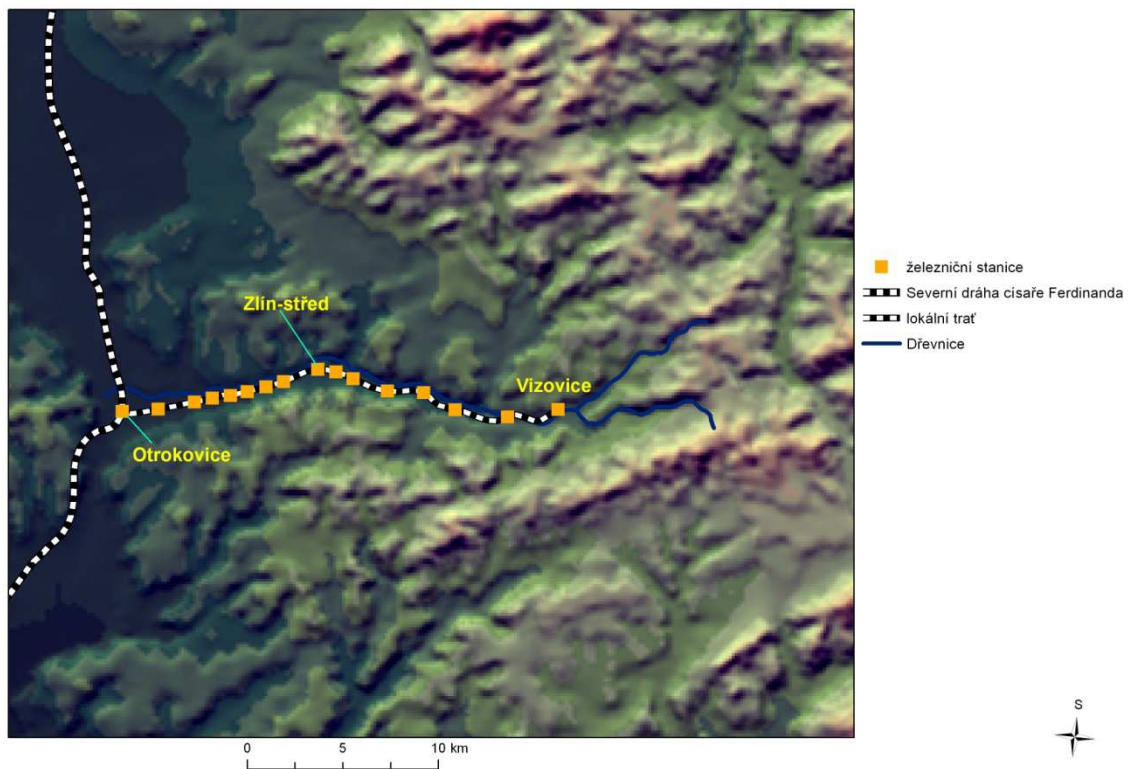 Zlín-střed
Vizovice
Otrokovice
železniční stanice
Severní dráha císaře Ferdinanda
lokální trať
Dřevnice
0 5 10 km
S